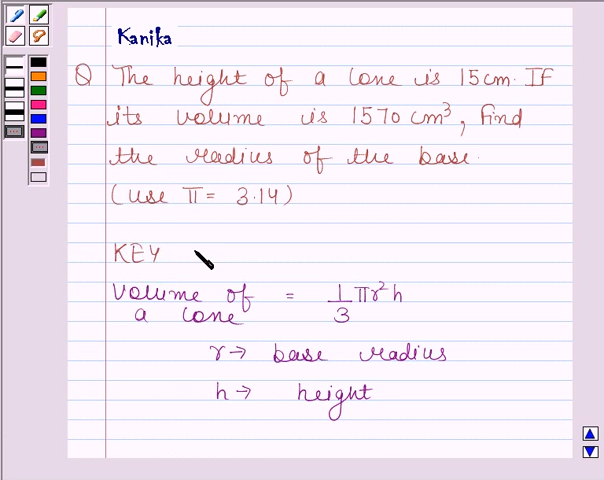 Kanika
Q The height of a cone is 15cm. If
its volume is 1570 cm³, find
the radius of the base.
(use π = 3.14)
KEY
Volume of = 1/3 πr²h
a cone
r → base radius
h → height